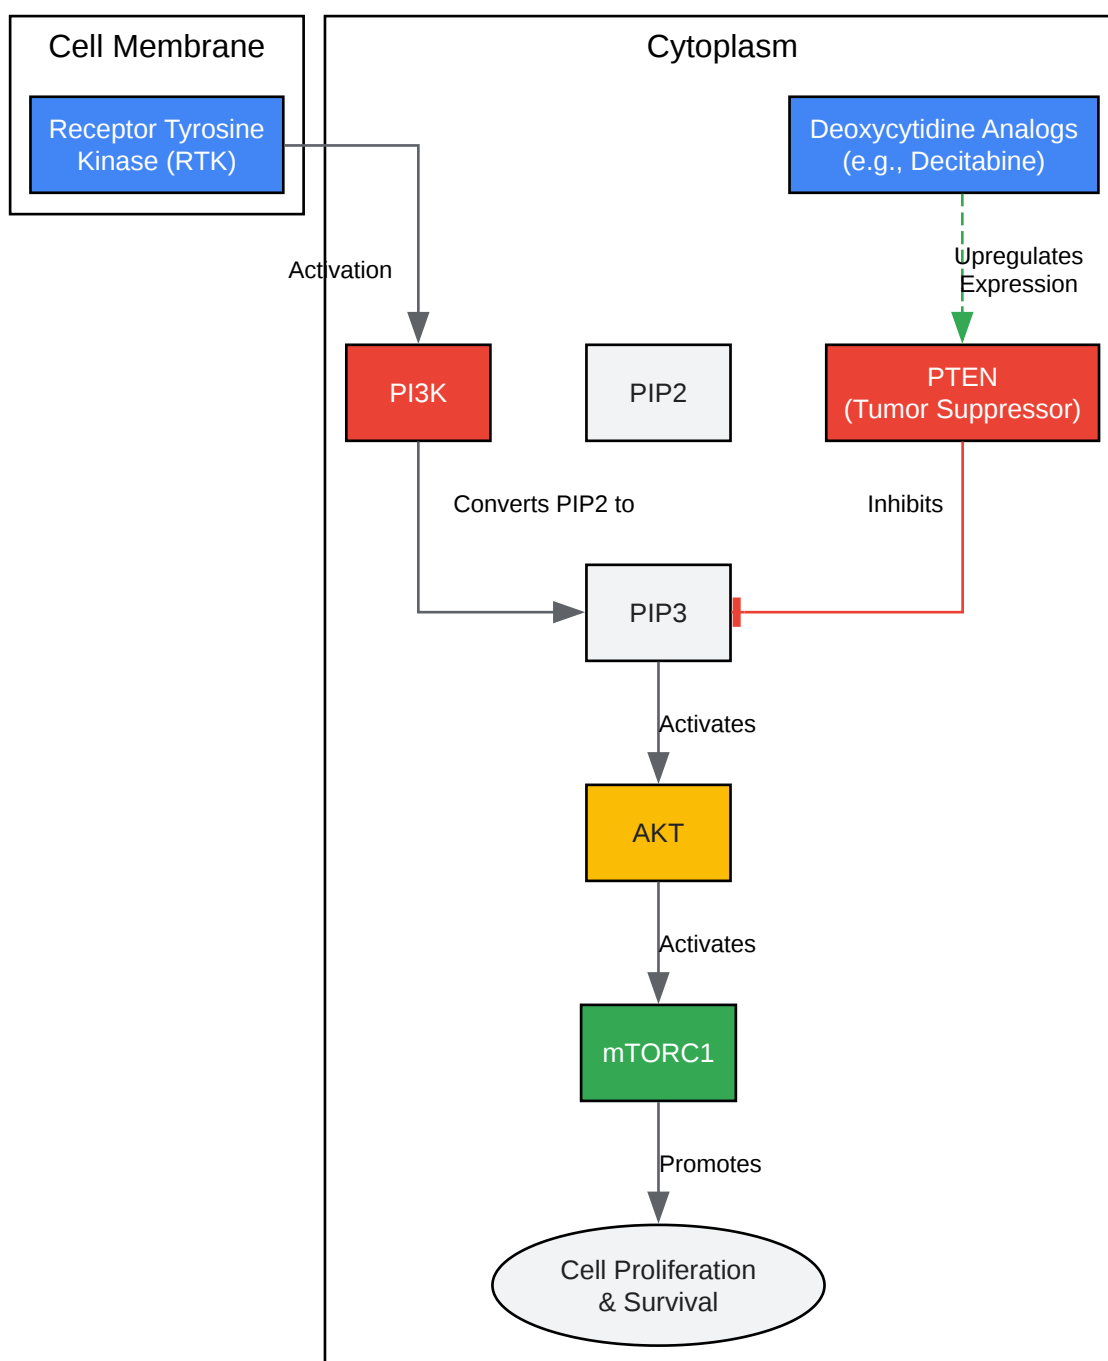 Cell Membrane
Cytoplasm
Receptor Tyrosine
Kinase (RTK)
Deoxycytidine Analogs
(e.g., Decitabine)
Activation
Upregulates
Expression
PI3K
PIP2
PTEN
(Tumor Suppressor)
Converts PIP2 to
Inhibits
PIP3
Activates
AKT
Activates
mTORC1
Promotes
Cell Proliferation
& Survival